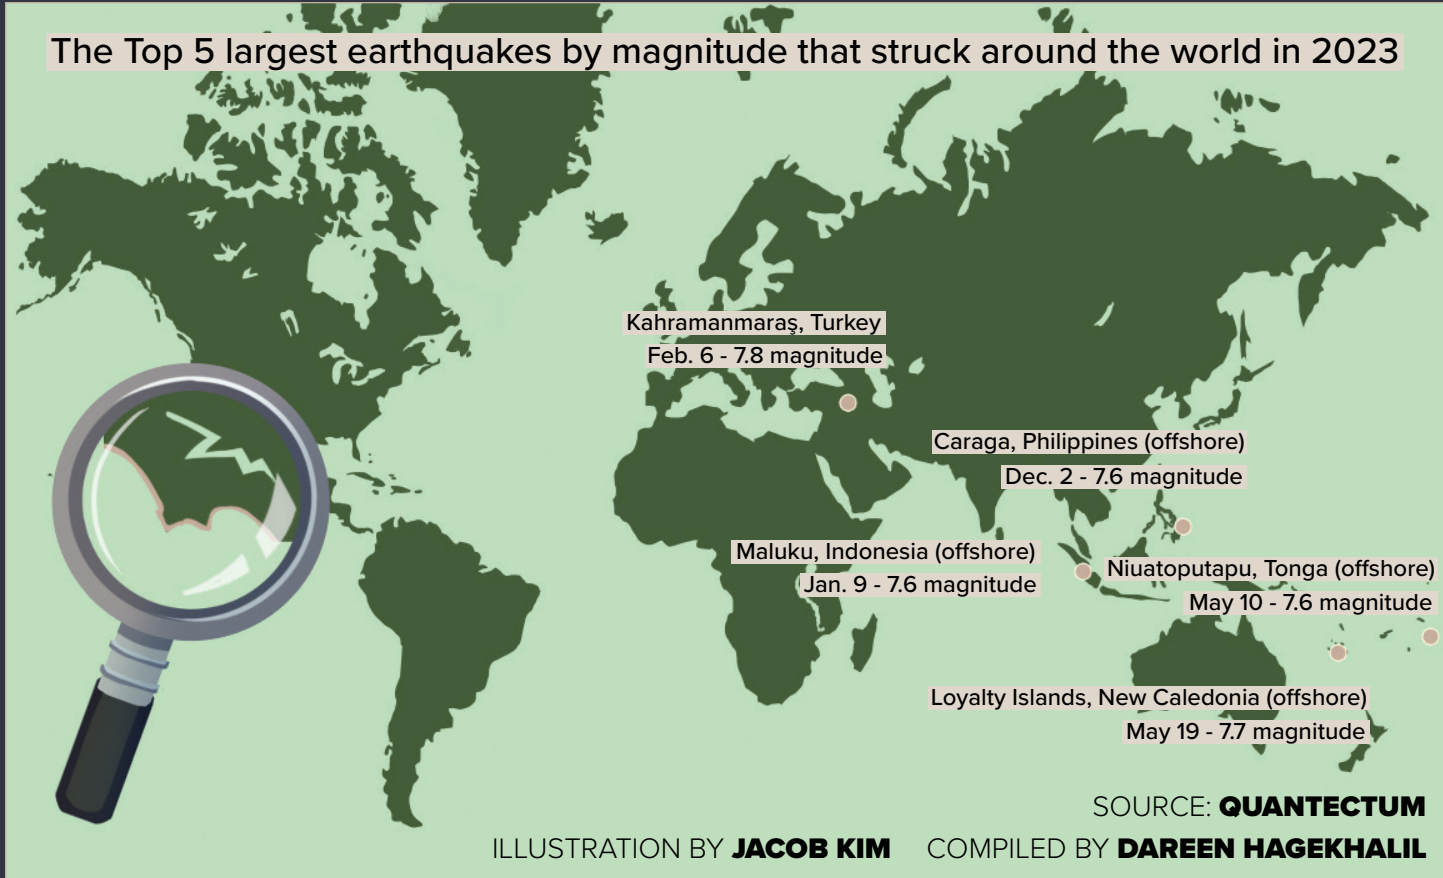 The Top 5 largest earthquakes by magnitude that struck around the world in 2023
Kahramanmaraş, Turkey
Feb. 6 - 7.8 magnitude
Caraga, Philippines (offshore)
Dec. 2 - 7.6 magnitude
Maluku, Indonesia (offshore)
Jan. 9 - 7.6 magnitude
Niuatoputapu, Tonga (offshore)
May 10 - 7.6 magnitude
Loyalty Islands, New Caledonia (offshore)
May 19 - 7.7 magnitude
SOURCE: QUANTECTUM
ILLUSTRATION BY JACOB KIM COMPILED BY DAREEN HAGEKHALIL